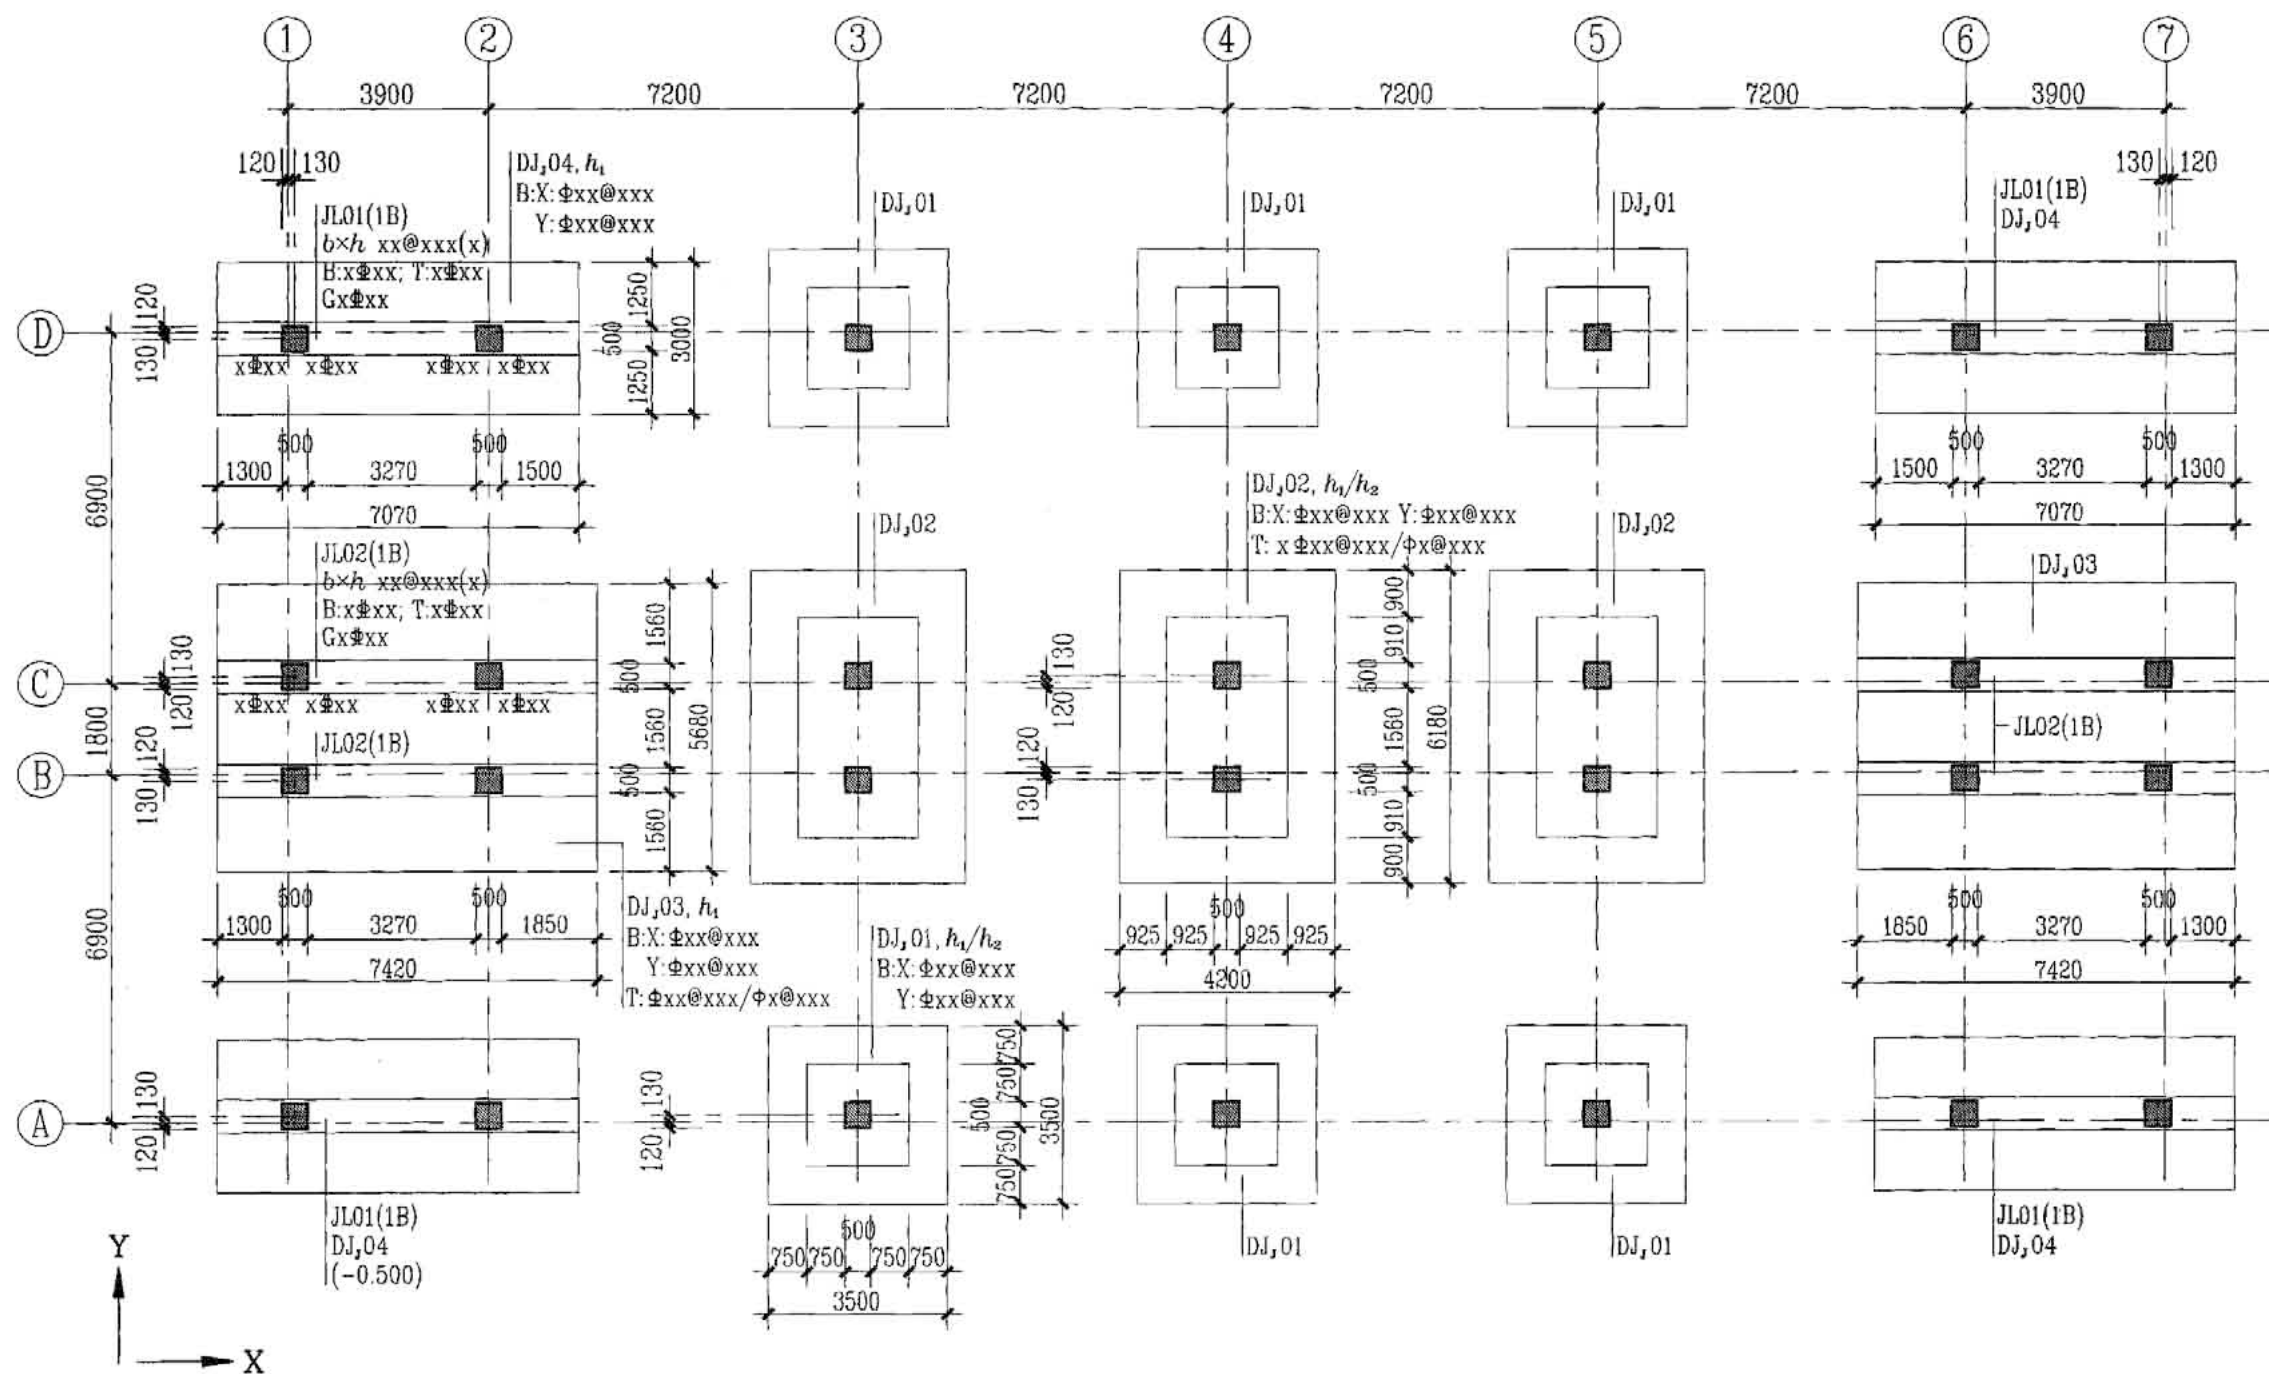 1 2 3 4 5 6 7
3900 7200 7200 7200 7200 3900
120 130
DJJ04, h1
B:X:Φxx@xxx
Y:Φxx@xxx
JL01(1B)
b×h xx@xxx(x)
B:xΦxx; T:xΦxx
GxΦxx
DJJ01
DJJ01
DJJ01
130 120
JL01(1B)
DJJ04
D
120
130
xΦxx xΦxx xΦxx xΦxx
1250
500
1250
3000
500 500
1300 3270 1500
7070
500 500
1500 3270 1300
7070
6900
JL02(1B)
b×h xx@xxx(x)
B:xΦxx; T:xΦxx
GxΦxx
DJJ02
DJJ02, h1/h2
B:X:Φxx@xxx Y:Φxx@xxx
T: xΦxx@xxx/Φx@xxx
DJJ02
DJJ03
C
130
120
xΦxx xΦxx xΦxx xΦxx
1560
500
1560
500
1560
5680
130
120
120
130
900
910
500
1560
500
910
900
6180
1800
JL02(1B)
JL02(1B)
B
120
130
500 500
1300 3270 1850
7420
DJJ03, h1
B:X:Φxx@xxx
Y:Φxx@xxx
T:Φxx@xxx/Φx@xxx
DJJ01, h1/h2
B:X:Φxx@xxx
Y:Φxx@xxx
500
925 925 925 925
4200
500 500
1850 3270 1300
7420
6900
A
130
120
130
120
750
750
500
750
750
3500
JL01(1B)
DJJ04
(-0.500)
500
750 750 750 750
3500
DJJ01
DJJ01
JL01(1B)
DJJ04
Y
X